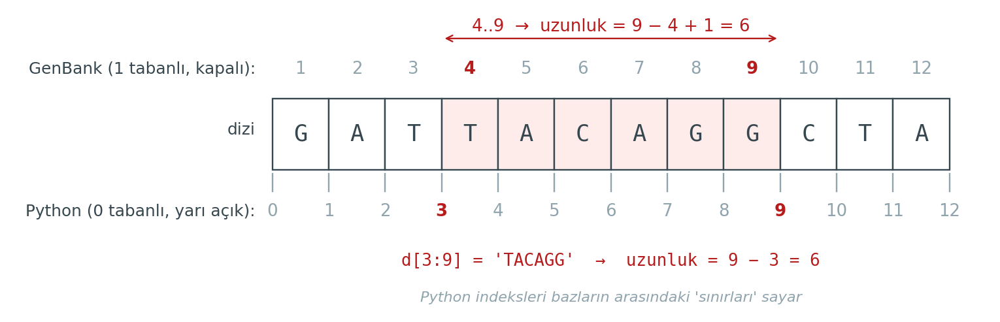 4..9 → uzunluk = 9 − 4 + 1 = 6
GenBank (1 tabanlı, kapalı): 1 2 3 4 5 6 7 8 9 10 11 12
dizi G A T T A C A G G C T A
Python (0 tabanlı, yarı açık): 0 1 2 3 4 5 6 7 8 9 10 11 12
d[3:9] = 'TACAGG' → uzunluk = 9 − 3 = 6
Python indeksleri bazların arasındaki 'sınırları' sayar